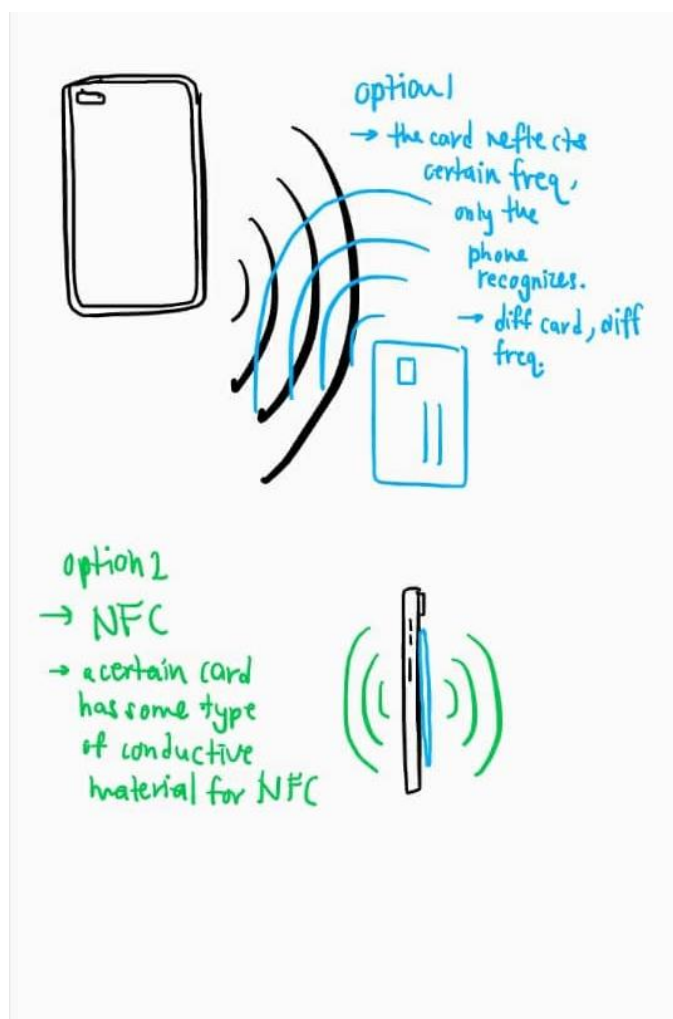 option 1
→ the card reflects
certain freq,
only the
phone
recognizes.
→ diff card, diff
freq.
option 2
→ NFC
→ a certain card
has some type
of conductive
material for NFC